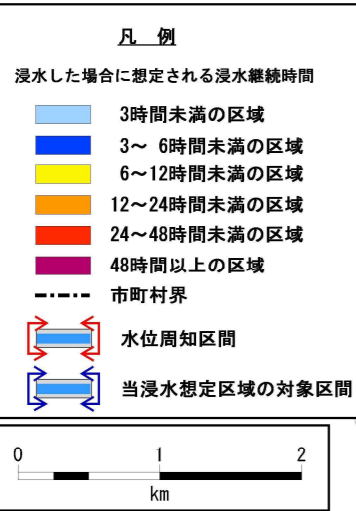 凡 例
浸水した場合に想定される浸水継続時間
3時間未満の区域
3～ 6時間未満の区域
6～12時間未満の区域
12～24時間未満の区域
24～48時間未満の区域
48時間以上の区域
市町村界
水位周知区間
当浸水想定区域の対象区間
0 1 2
km